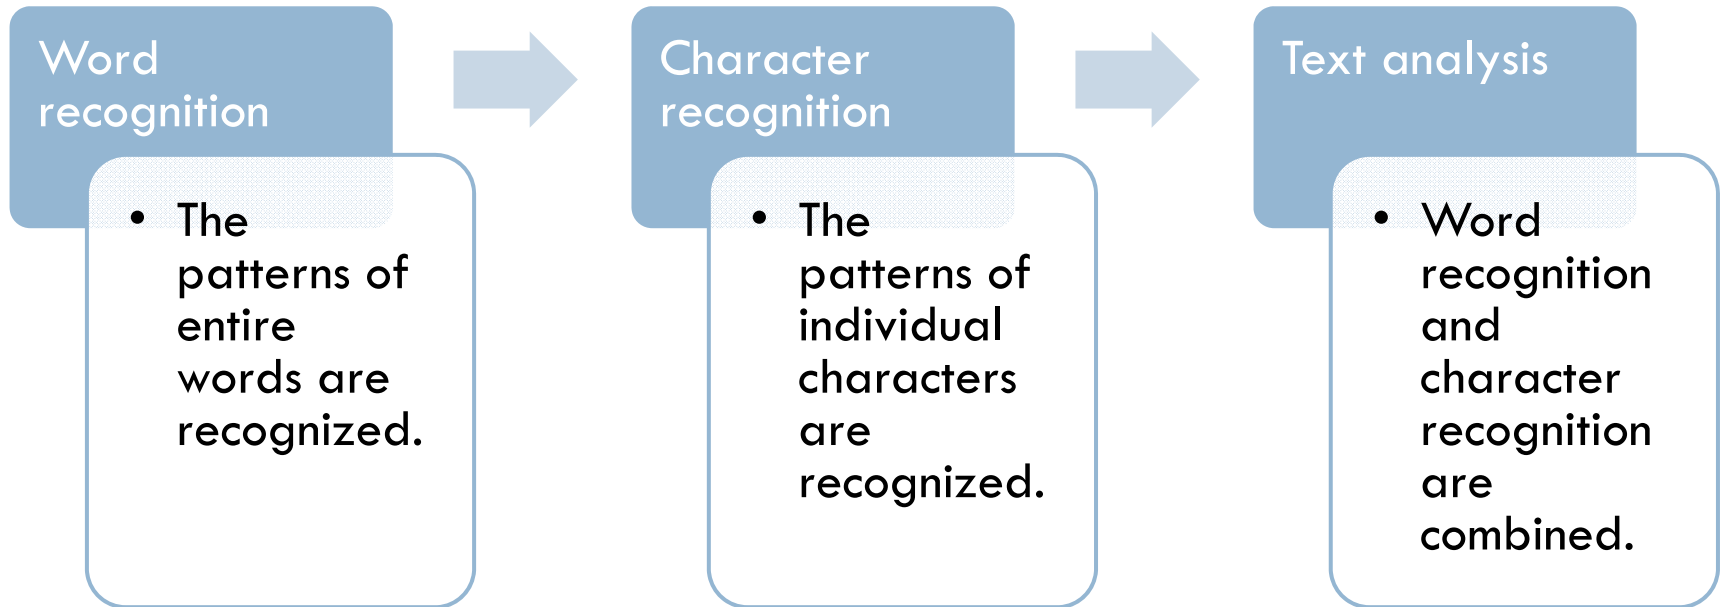 Word
recognition
• The
patterns of
entire
words are
recognized.
Character
recognition
• The
patterns of
individual
characters
are
recognized.
Text analysis
• Word
recognition
and
character
recognition
are
combined.